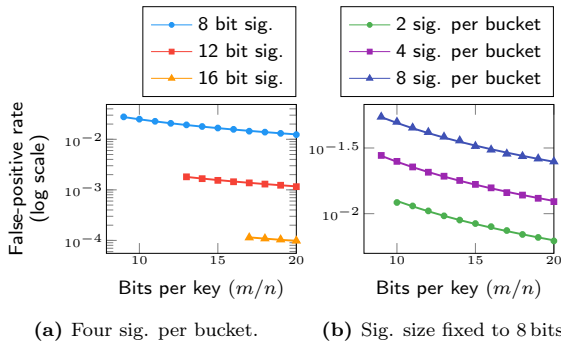 8 bit sig.
12 bit sig.
16 bit sig.
2 sig. per bucket
4 sig. per bucket
8 sig. per bucket
False-positive rate
(log scale)
10−2
10−3
10−4
10 15 20
Bits per key (m/n)
10−1.5
10−2
10 15 20
Bits per key (m/n)
(a) Four sig. per bucket.
(b) Sig. size fixed to 8 bits